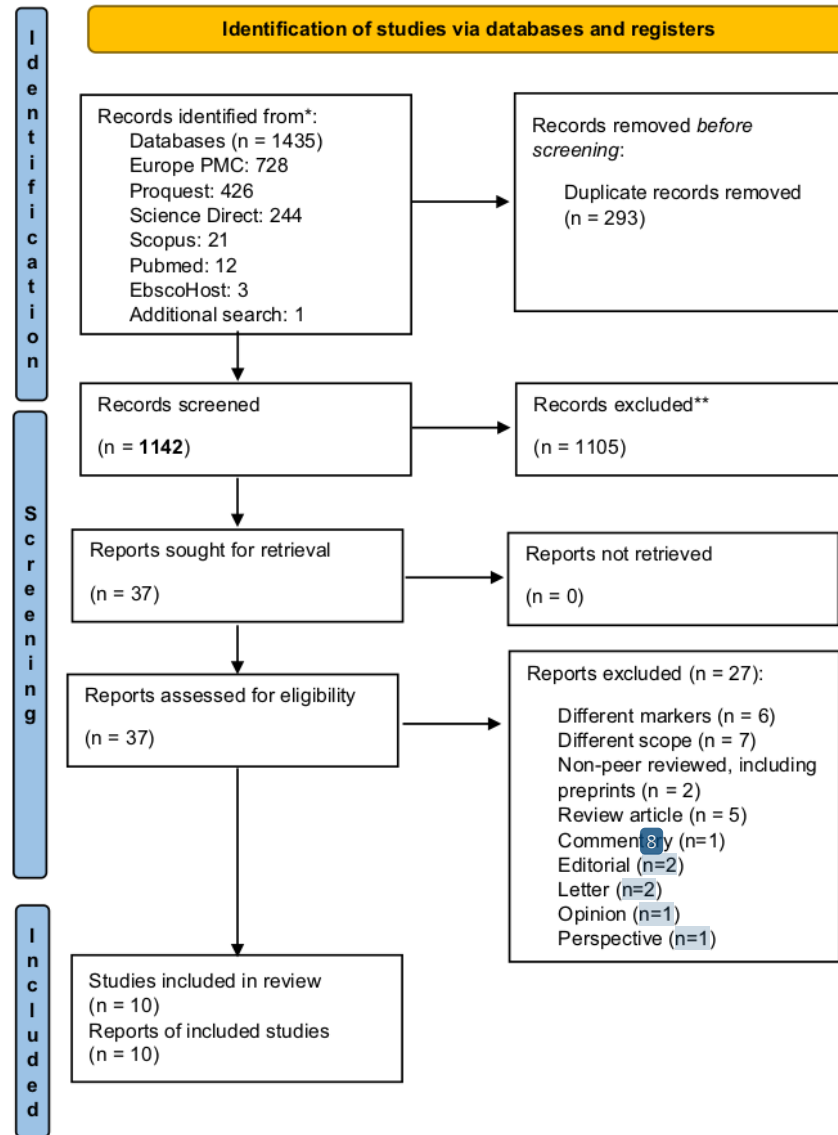 Identification of studies via databases and registers
Identification
Records identified from*:
Databases (n = 1435)
Europe PMC: 728
Proquest: 426
Science Direct: 244
Scopus: 21
Pubmed: 12
EbscoHost: 3
Additional search: 1
Records removed before
screening:
Duplicate records removed
(n = 293)
Screening
Records screened
(n = 1142)
Records excluded**
(n = 1105)
Reports sought for retrieval
(n = 37)
Reports not retrieved
(n = 0)
Reports assessed for eligibility
(n = 37)
Reports excluded (n = 27):
Different markers (n = 6)
Different scope (n = 7)
Non-peer reviewed, including
preprints (n = 2)
Review article (n = 5)
Commentary (n=1)
8
Editorial (n=2)
Letter (n=2)
Opinion (n=1)
Perspective (n=1)
Included
Studies included in review
(n = 10)
Reports of included studies
(n = 10)